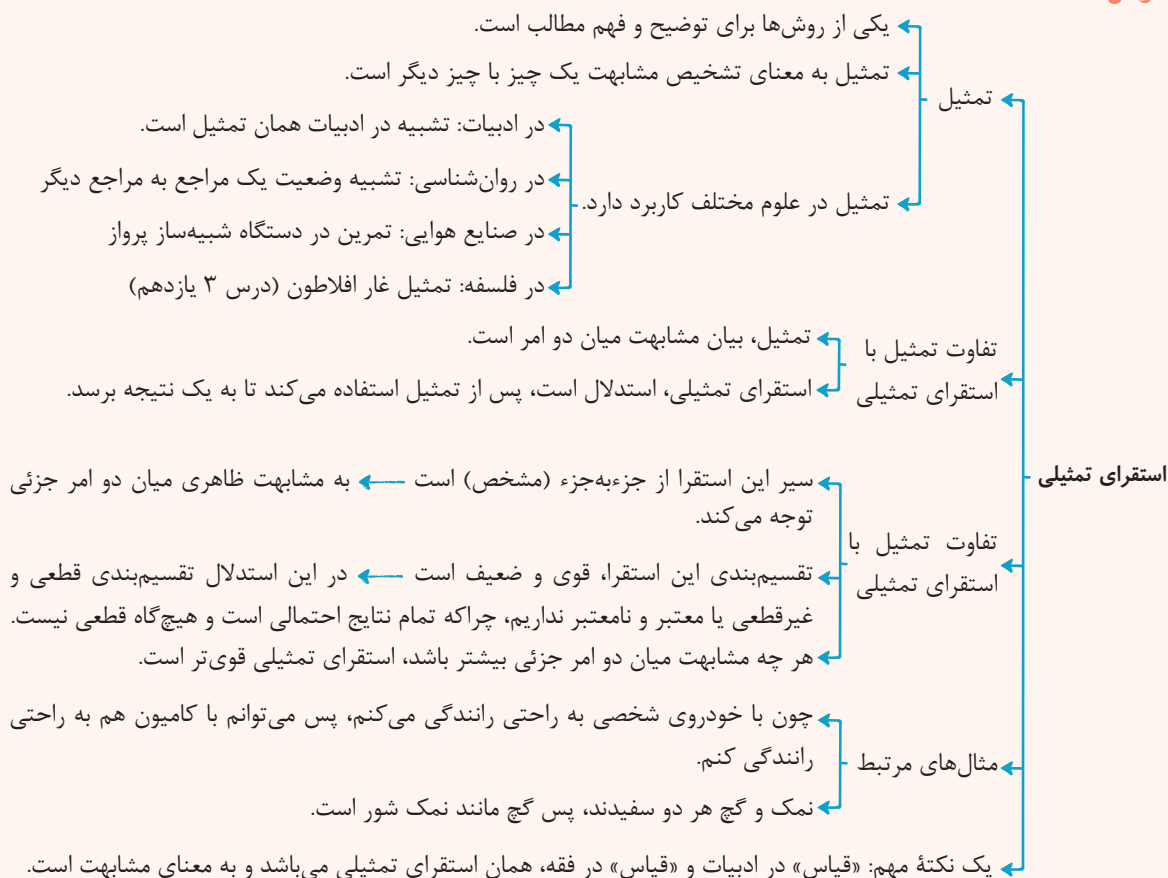 یکی از روش‌ها برای توضیح و فهم مطالب است.
تمثیل به معنای تشخیص مشابهت یک چیز با چیز دیگر است.
تمثیل
در ادبیات: تشبیه در ادبیات همان تمثیل است.
در روان‌شناسی: تشبیه وضعیت یک مراجع به مراجع دیگر
تمثیل در علوم مختلف کاربرد دارد.
در صنایع هوایی: تمرین در دستگاه شبیه‌ساز پرواز
در فلسفه: تمثیل غار افلاطون (درس ۳ یازدهم)
تفاوت تمثیل با
استقرای تمثیلی
تمثیل، بیان مشابهت میان دو امر است.
استقرای تمثیلی، استدلال است، پس از تمثیل استفاده می‌کند تا به یک نتیجه برسد.
استقرای تمثیلی
تفاوت تمثیل با
استقرای تمثیلی
سیر این استقرا از جزءبه‌جزء (مشخص) است به مشابهت ظاهری میان دو امر جزئی
توجه می‌کند.
تقسیم‌بندی این استقرا، قوی و ضعیف است در این استدلال تقسیم‌بندی قطعی و
غیرقطعی یا معتبر و نامعتبر نداریم، چراکه تمام نتایج احتمالی است و هیچ‌گاه قطعی نیست.
هر چه مشابهت میان دو امر جزئی بیشتر باشد، استقرای تمثیلی قوی‌تر است.
مثال‌های مرتبط
چون با خودروی شخصی به راحتی رانندگی می‌کنم، پس می‌توانم با کامیون هم به راحتی
رانندگی کنم.
نمک و گچ هر دو سفیدند، پس گچ مانند نمک شور است.
یک نکتهٔ مهم: «قیاس» در ادبیات و «قیاس» در فقه، همان استقرای تمثیلی می‌باشد و به معنای مشابهت است.